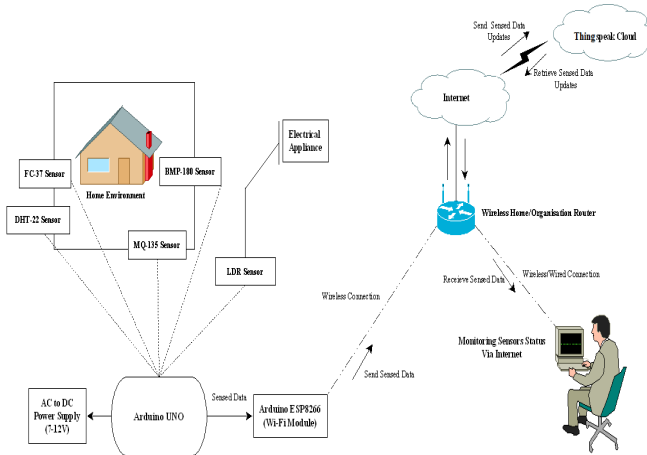 Send Sensed Data
Updates
Thingspeak Cloud
Retrieve Sensed Data
Updates
Internet
Electrical
Appliance
FC-37 Sensor
BMP-180 Sensor
Home Environment
DHT-22 Sensor
Wireless Home/Organisation Router
MQ-135 Sensor
LDR Sensor
Wireless Connection
Receieve Sensed Data
Wireless/Wired Connection
Monitoring Sensors Status
Via Internet
Send Sensed Data
AC to DC
Power Supply
(7-12V)
Arduino UNO
Sensed Data
Arduino ESP8266
(Wi-Fi Module)